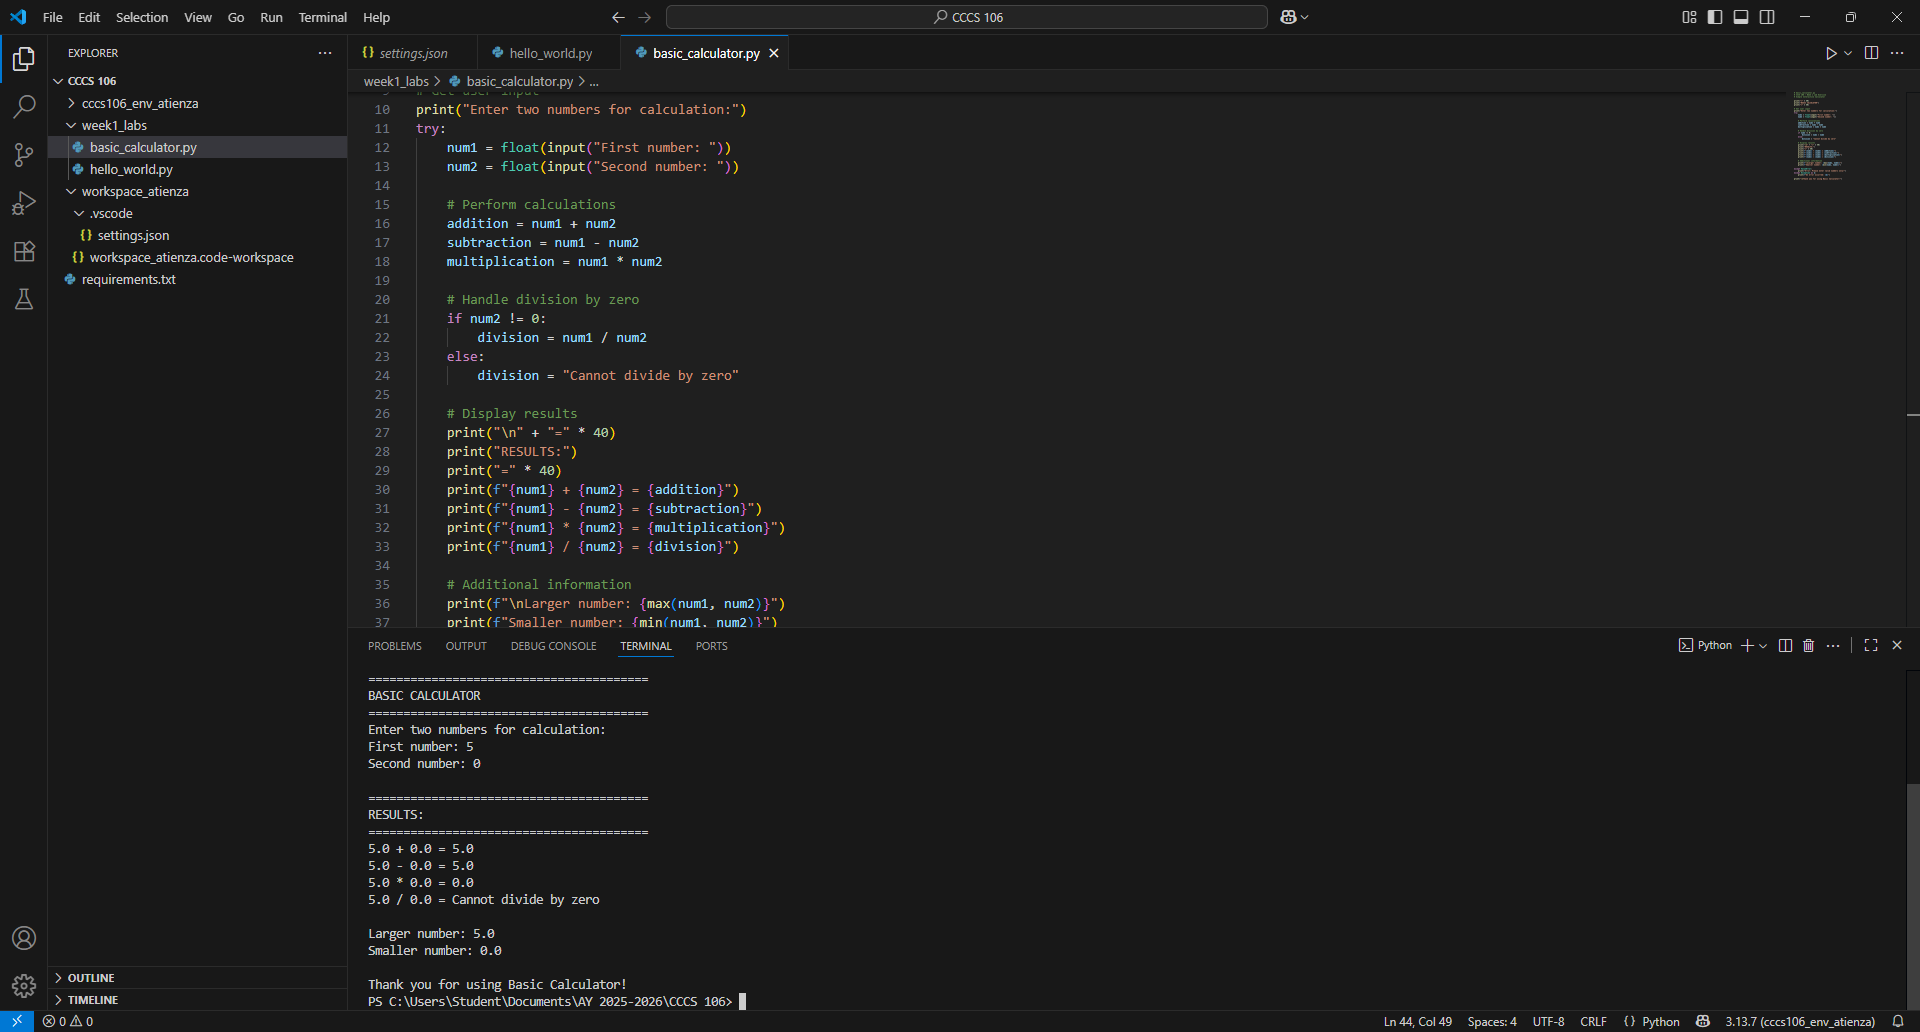 File Edit Selection View Go Run Terminal Help
CCCS 106
EXPLORER
CCCS 106
cccs106_env_atienza
week1_labs
basic_calculator.py
hello_world.py
workspace_atienza
.vscode
{} settings.json
{} workspace_atienza.code-workspace
requirements.txt
OUTLINE
TIMELINE
{} settings.json
hello_world.py
basic_calculator.py
week1_labs > basic_calculator.py > ...
10 print("Enter two numbers for calculation:")
11 try:
12 num1 = float(input("First number: "))
13 num2 = float(input("Second number: "))
14
15 # Perform calculations
16 addition = num1 + num2
17 subtraction = num1 - num2
18 multiplication = num1 * num2
19
20 # Handle division by zero
21 if num2 != 0:
22 division = num1 / num2
23 else:
24 division = "Cannot divide by zero"
25
26 # Display results
27 print("\n" + "=" * 40)
28 print("RESULTS:")
29 print("=" * 40)
30 print(f"{num1} + {num2} = {addition}")
31 print(f"{num1} - {num2} = {subtraction}")
32 print(f"{num1} * {num2} = {multiplication}")
33 print(f"{num1} / {num2} = {division}")
34
35 # Additional information
36 print(f"\nLarger number: {max(num1, num2)}")
37 print(f"Smaller number: {min(num1, num2)}")
PROBLEMS OUTPUT DEBUG CONSOLE TERMINAL PORTS
Python
========================================
BASIC CALCULATOR
========================================
Enter two numbers for calculation:
First number: 5
Second number: 0
========================================
RESULTS:
========================================
5.0 + 0.0 = 5.0
5.0 - 0.0 = 5.0
5.0 * 0.0 = 0.0
5.0 / 0.0 = Cannot divide by zero
Larger number: 5.0
Smaller number: 0.0
Thank you for using Basic Calculator!
PS C:\Users\Student\Documents\AY 2025-2026\CCCS 106>
0 0
Ln 44, Col 49 Spaces: 4 UTF-8 CRLF {} Python 3.13.7 (cccs106_env_atienza)